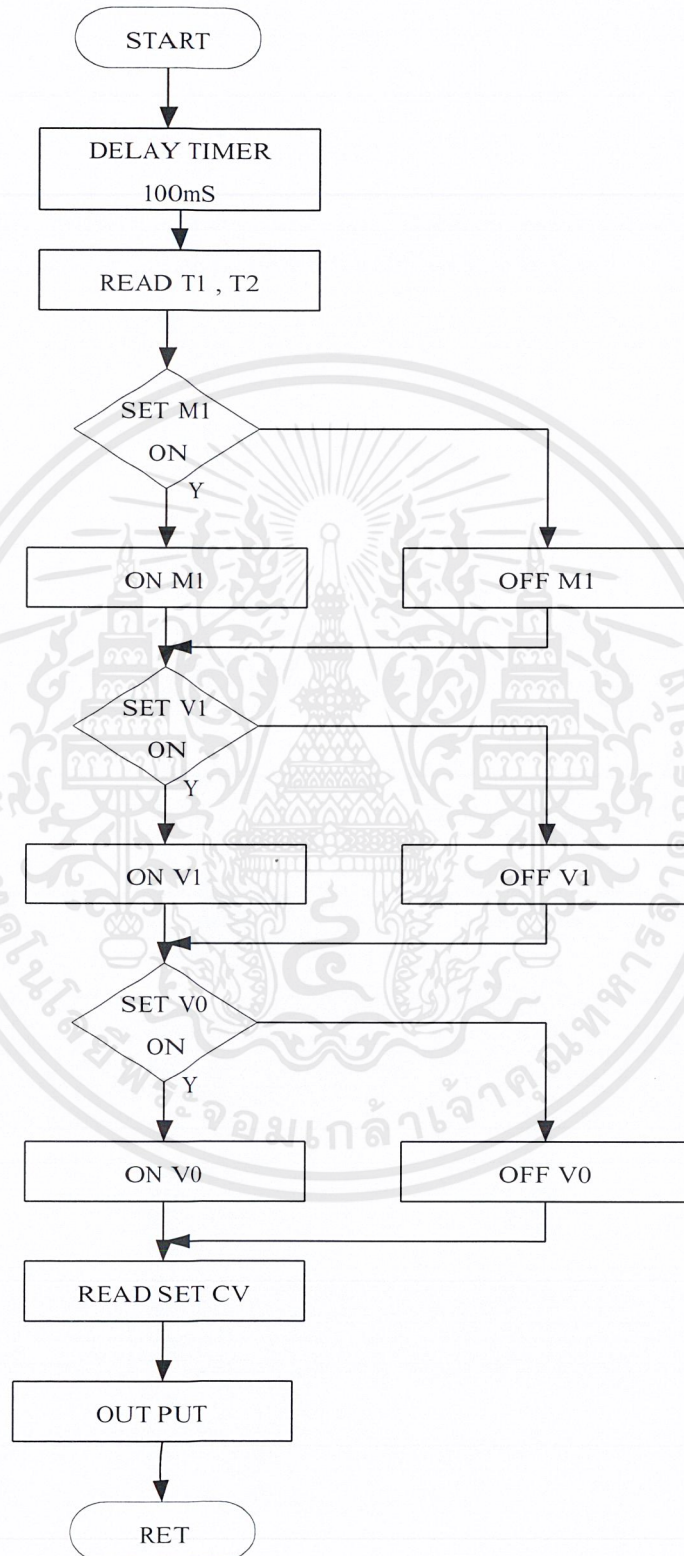 START
DELAY TIMER
100mS
READ T1 , T2
SET M1
ON
Y
ON M1
OFF M1
SET V1
ON
Y
ON V1
OFF V1
SET V0
ON
Y
ON V0
OFF V0
READ SET CV
OUT PUT
RET